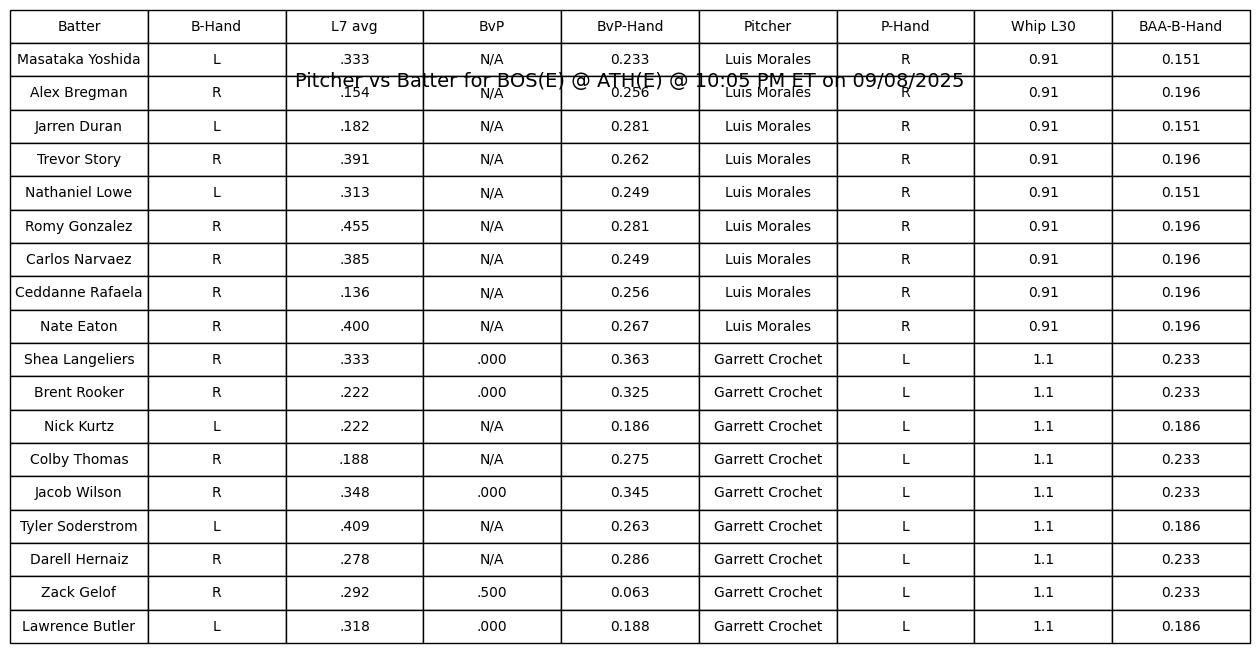 Batter B-Hand L7 avg BvP BvP-Hand Pitcher P-Hand Whip L30 BAA-B-Hand
Masataka Yoshida L .333 N/A 0.233 Luis Morales R 0.91 0.151
Pitcher vs Batter for BOS(E) @ ATH(E) @ 10:05 PM ET on 09/08/2025
Alex Bregman R .154 N/A 0.256 Luis Morales R 0.91 0.196
Jarren Duran L .182 N/A 0.281 Luis Morales R 0.91 0.151
Trevor Story R .391 N/A 0.262 Luis Morales R 0.91 0.196
Nathaniel Lowe L .313 N/A 0.249 Luis Morales R 0.91 0.151
Romy Gonzalez R .455 N/A 0.281 Luis Morales R 0.91 0.196
Carlos Narvaez R .385 N/A 0.249 Luis Morales R 0.91 0.196
Ceddanne Rafaela R .136 N/A 0.256 Luis Morales R 0.91 0.196
Nate Eaton R .400 N/A 0.267 Luis Morales R 0.91 0.196
Shea Langeliers R .333 .000 0.363 Garrett Crochet L 1.1 0.233
Brent Rooker R .222 .000 0.325 Garrett Crochet L 1.1 0.233
Nick Kurtz L .222 N/A 0.186 Garrett Crochet L 1.1 0.186
Colby Thomas R .188 N/A 0.275 Garrett Crochet L 1.1 0.233
Jacob Wilson R .348 .000 0.345 Garrett Crochet L 1.1 0.233
Tyler Soderstrom L .409 N/A 0.263 Garrett Crochet L 1.1 0.186
Darell Hernaiz R .278 N/A 0.286 Garrett Crochet L 1.1 0.233
Zack Gelof R .292 .500 0.063 Garrett Crochet L 1.1 0.233
Lawrence Butler L .318 .000 0.188 Garrett Crochet L 1.1 0.186